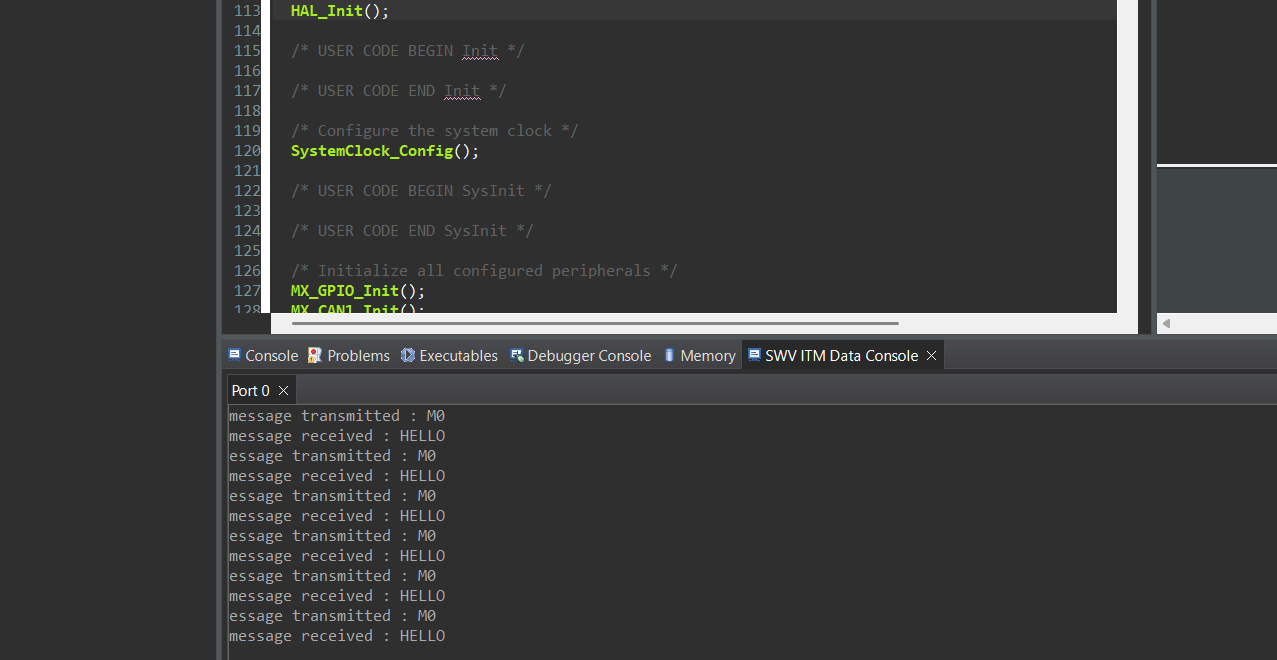 113 HAL_Init();
114
115 /* USER CODE BEGIN Init */
116
117 /* USER CODE END Init */
118
119 /* Configure the system clock */
120 SystemClock_Config();
121
122 /* USER CODE BEGIN SysInit */
123
124 /* USER CODE END SysInit */
125
126 /* Initialize all configured peripherals */
127 MX_GPIO_Init();
128 MX_CAN1_Init();
Console Problems Executables Debugger Console Memory SWV ITM Data Console
Port 0
message transmitted : M0
message received : HELLO
essage transmitted : M0
message received : HELLO
essage transmitted : M0
message received : HELLO
essage transmitted : M0
message received : HELLO
essage transmitted : M0
message received : HELLO
essage transmitted : M0
message received : HELLO